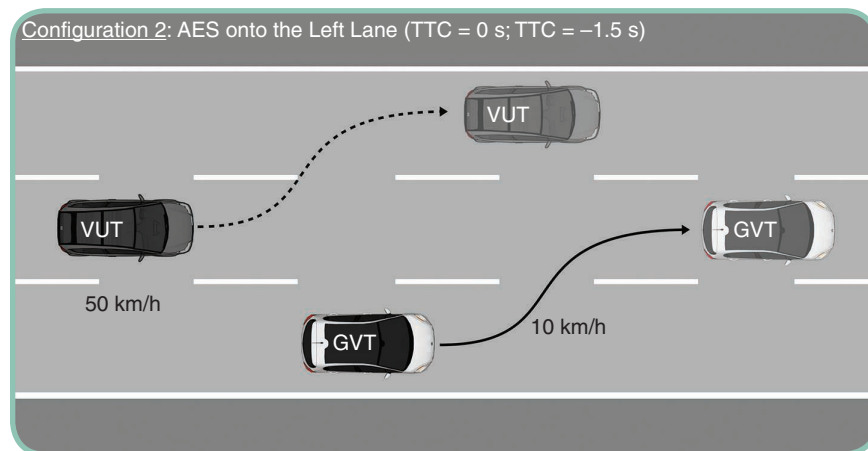 Configuration 2: AES onto the Left Lane (TTC = 0 s; TTC = –1.5 s)
VUT
VUT
GVT
50 km/h
GVT
10 km/h